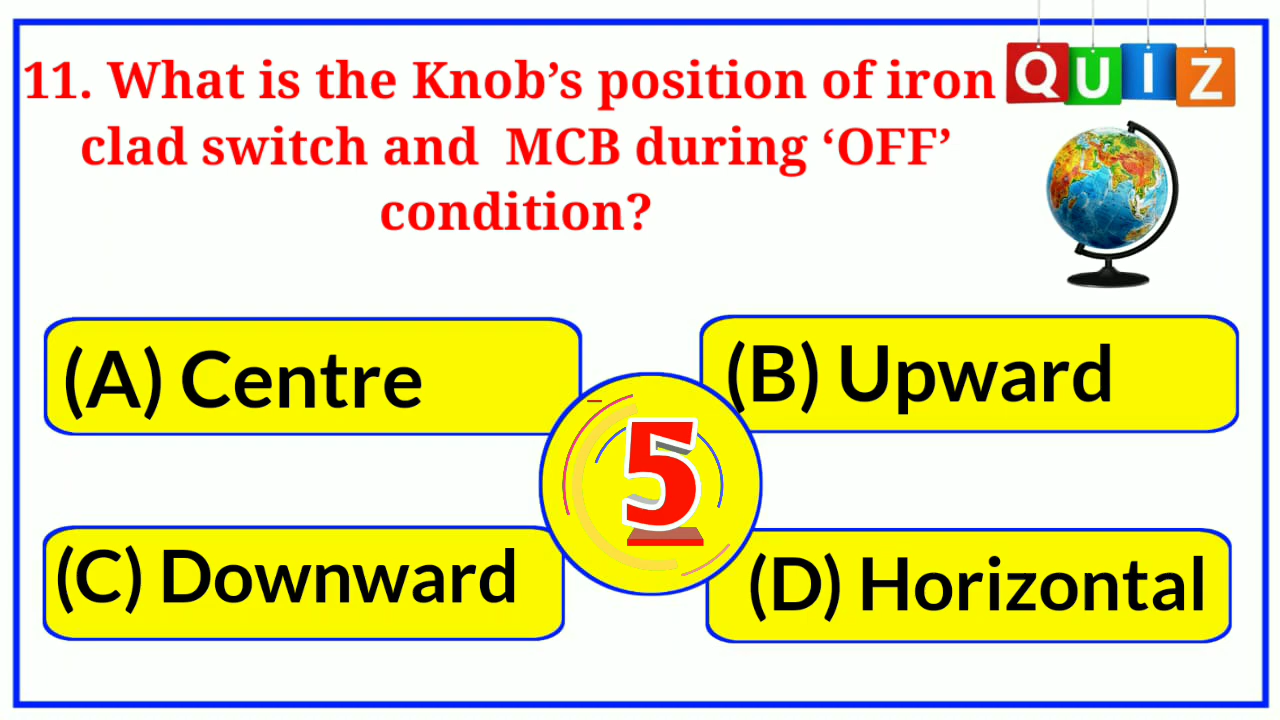 11. What is the Knob’s position of iron
clad switch and MCB during ‘OFF’
condition?
QUIZ
(A) Centre
(B) Upward
5
(C) Downward
(D) Horizontal